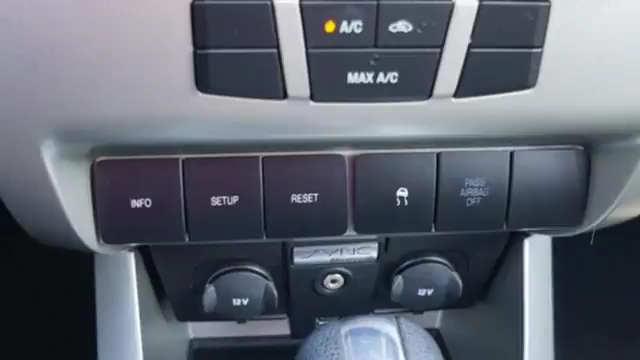 A/C
MAX A/C
INFO
SETUP
RESET
PASS
AIRBAG
OFF
SYNC
12V
12V